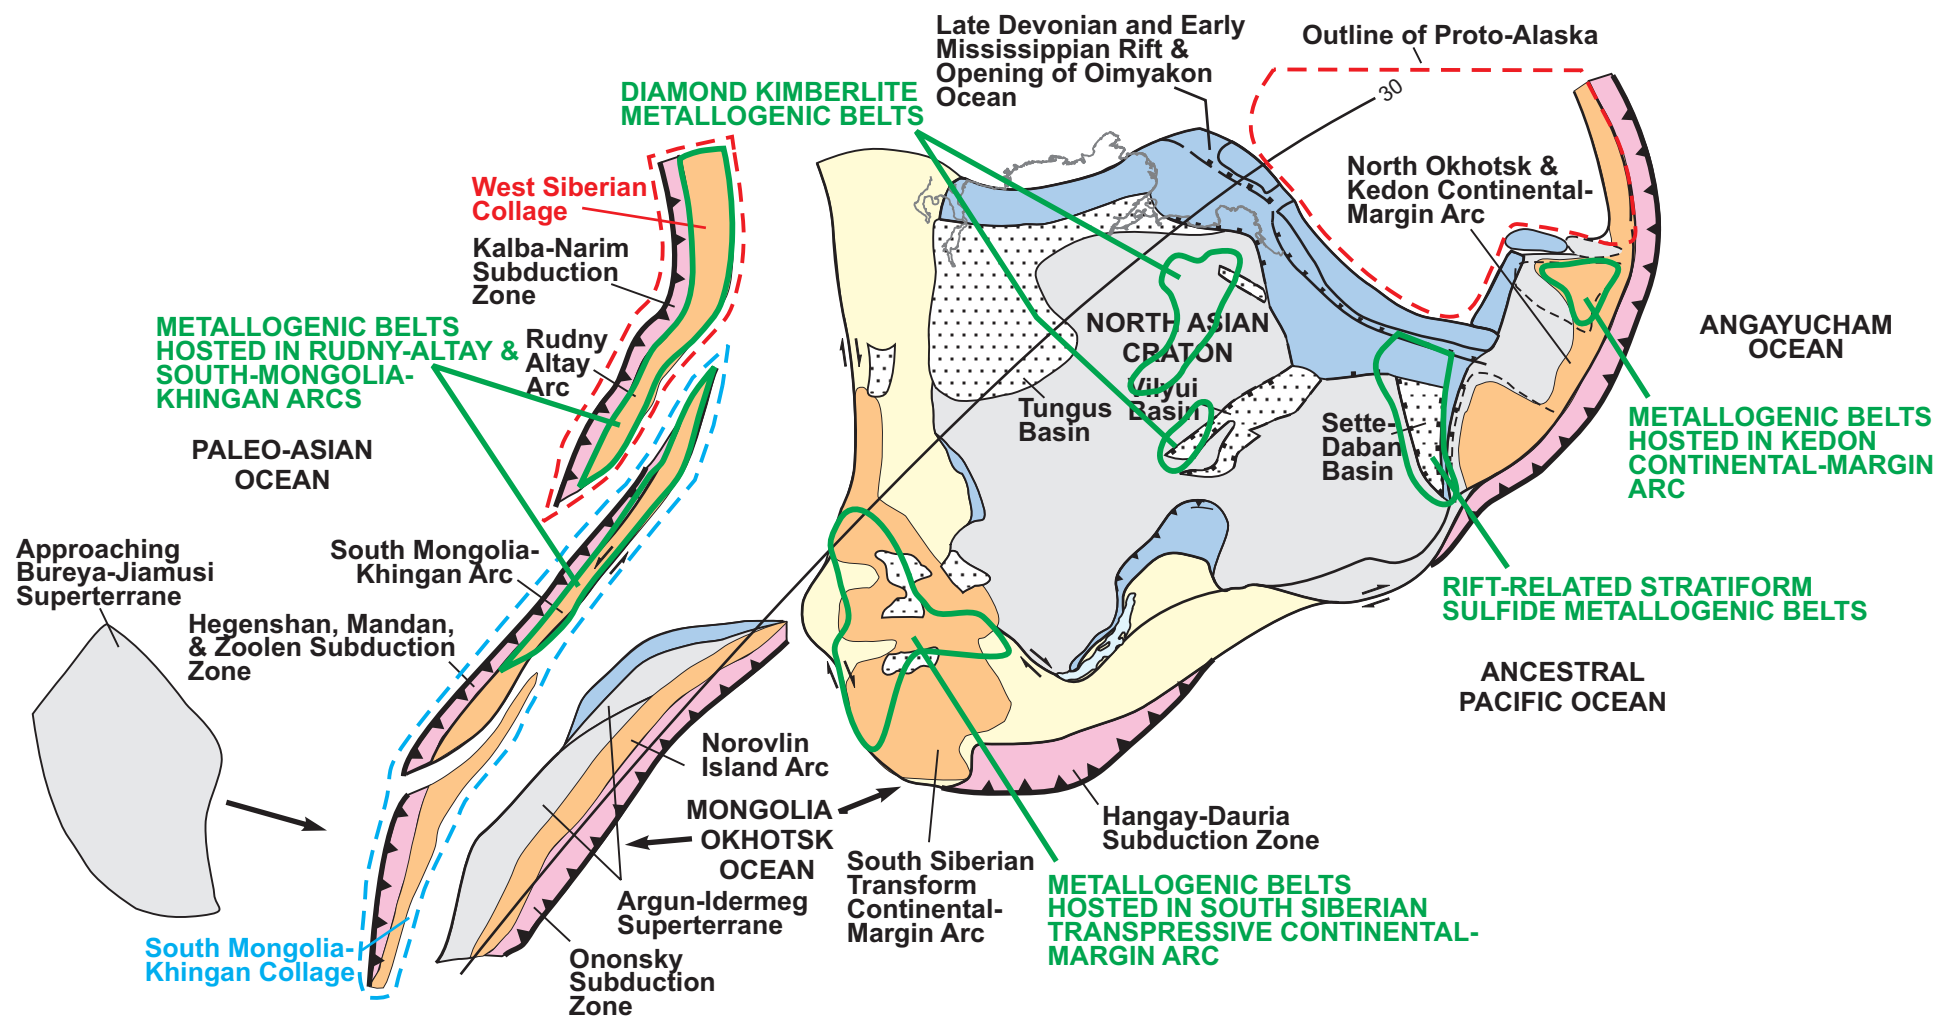 Late Devonian and Early
Mississippian Rift &
Opening of Oimyakon
Ocean
Outline of Proto-Alaska
30
DIAMOND KIMBERLITE
METALLOGENIC BELTS
North Okhotsk &
Kedon Continental-
Margin Arc
West Siberian
Collage
Kalba-Narim
Subduction
Zone
METALLOGENIC BELTS
HOSTED IN RUDNY-ALTAY &
SOUTH-MONGOLIA-
KHINGAN ARCS
Rudny
Altay
Arc
NORTH ASIAN
CRATON
ANGAYUCHAM
OCEAN
Tungus
Basin
Vilyui
Basin
Sette-
Daban
Basin
METALLOGENIC BELTS
HOSTED IN KEDON
CONTINENTAL-MARGIN
ARC
PALEO-ASIAN
OCEAN
Approaching
Bureya-Jiamusi
Superterrane
South Mongolia-
Khingan Arc
Hegenshan, Mandan,
& Zoolen Subduction
Zone
RIFT-RELATED STRATIFORM
SULFIDE METALLOGENIC BELTS
ANCESTRAL
PACIFIC OCEAN
Norovlin
Island Arc
MONGOLIA
OKHOTSK
OCEAN
Hangay-Dauria
Subduction Zone
South Siberian
Transform
Continental-
Margin Arc
METALLOGENIC BELTS
HOSTED IN SOUTH SIBERIAN
TRANSPRESSIVE CONTINENTAL-
MARGIN ARC
Argun-Idermeg
Superterrane
South Mongolia-
Khingan Collage
Ononsky
Subduction
Zone